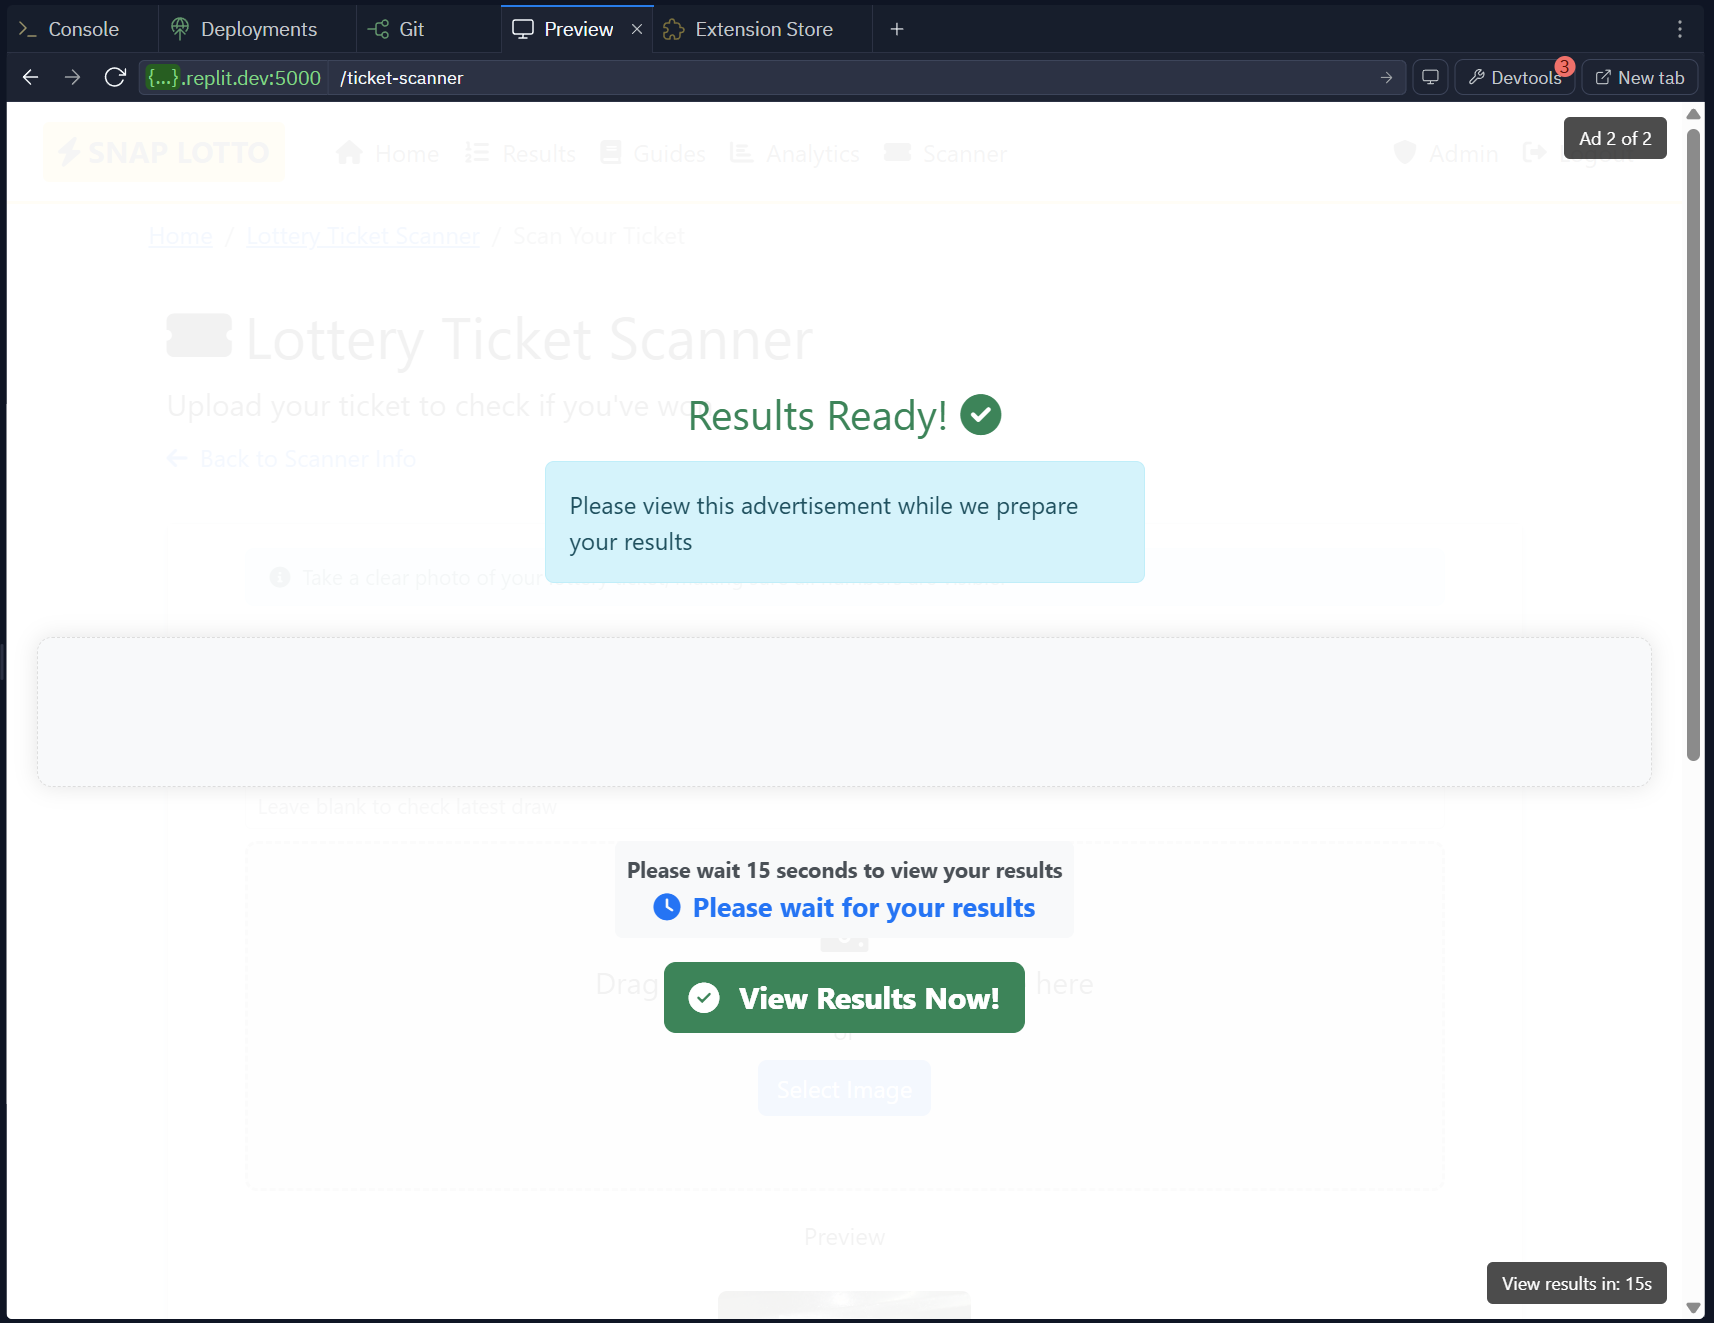 Console
Deployments
Git
Preview
Extension Store
{...}.replit.dev:5000
/ticket-scanner
Devtools
3
New tab
SNAP LOTTO
Home
Results
Guides
Analytics
Scanner
Admin
Ad 2 of 2
Home / Lottery Ticket Scanner / Scan Your Ticket
Lottery Ticket Scanner
Upload your ticket to check if you've
Results Ready!
Back to Scanner Info
Please view this advertisement while we prepare
your results
Take a clear photo of your
Leave blank to check latest draw
Please wait 15 seconds to view your results
Please wait for your results
Drag
here
View Results Now!
or
Select Image
Preview
View results in: 15s